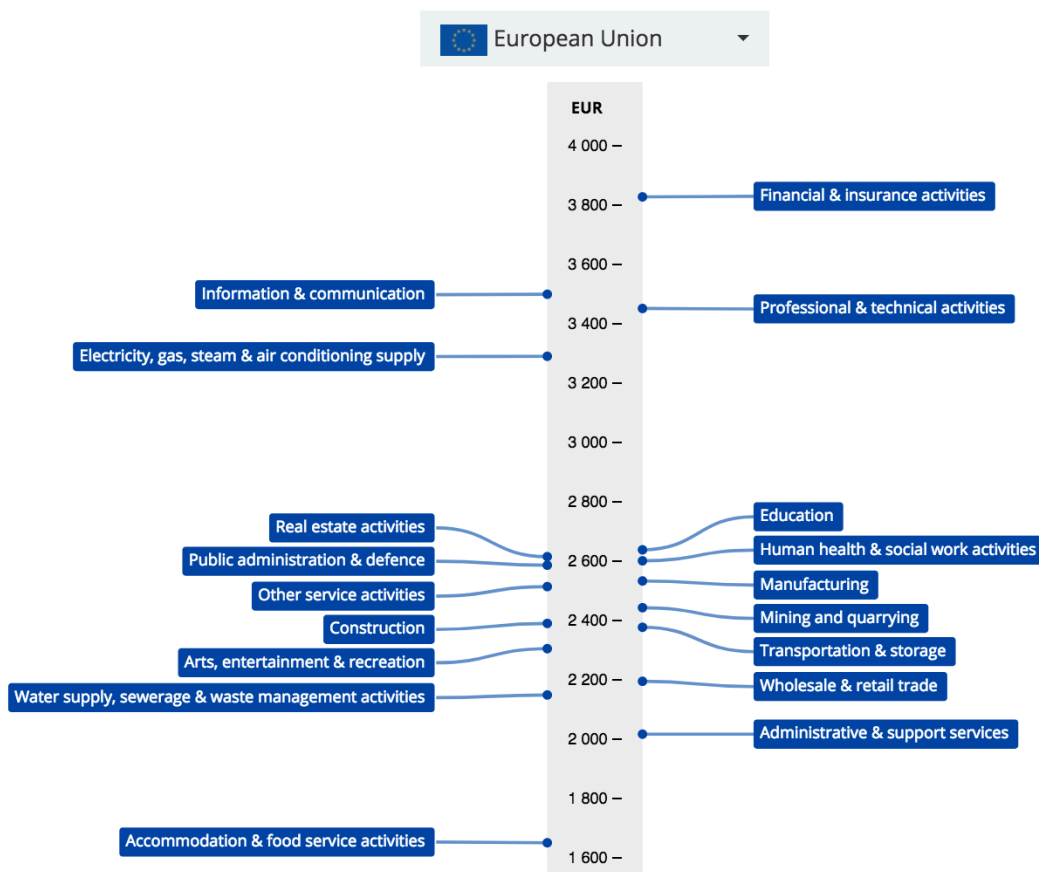 European Union
EUR
4 000
Financial & insurance activities
3 800
3 600
Information & communication
Professional & technical activities
3 400
Electricity, gas, steam & air conditioning supply
3 200
3 000
2 800
Education
Real estate activities
Human health & social work activities
Public administration & defence
2 600
Manufacturing
Other service activities
Mining and quarrying
2 400
Construction
Transportation & storage
Arts, entertainment & recreation
2 200
Wholesale & retail trade
Water supply, sewerage & waste management activities
Administrative & support services
2 000
1 800
Accommodation & food service activities
1 600